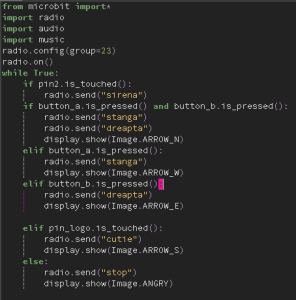 from microbit import*
import radio
import audio
import music
radio.config(group=23)
radio.on()
while True:
    if pin2.is_touched():
        radio.send("sirena")
    if button_a.is_pressed() and button_b.is_pressed():
        radio.send("stanga")
        radio.send("dreapta")
        display.show(Image.ARROW_N)
    elif button_a.is_pressed():
        radio.send("stanga")
        display.show(Image.ARROW_W)
    elif button_b.is_pressed():
        radio.send("dreapta")
        display.show(Image.ARROW_E)

    elif pin_logo.is_touched():
        radio.send("cutie")
        display.show(Image.ARROW_S)
    else:
        radio.send("stop")
        display.show(Image.ANGRY)